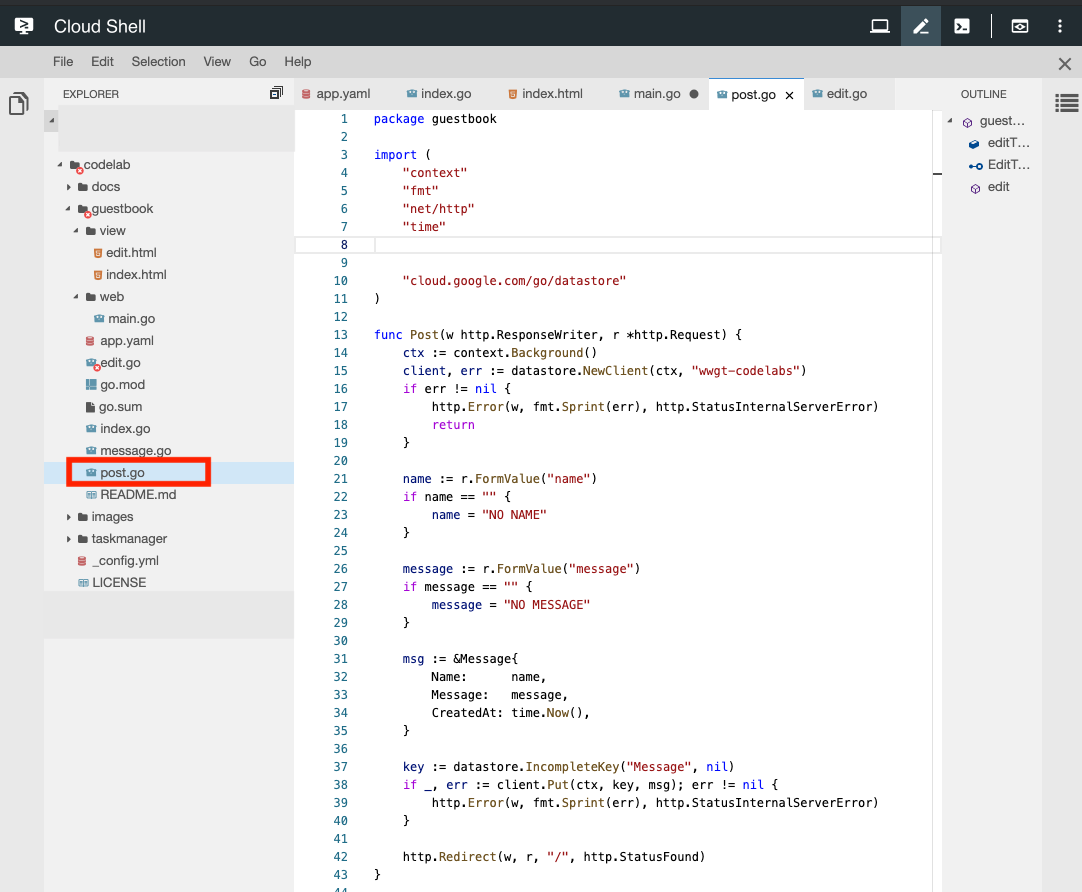 Cloud Shell
File Edit Selection View Go Help
EXPLORER
codelab
docs
guestbook
view
edit.html
index.html
web
main.go
app.yaml
edit.go
go.mod
go.sum
index.go
message.go
post.go
README.md
images
taskmanager
_config.yml
LICENSE
app.yaml index.go index.html main.go post.go edit.go
1 package guestbook
2
3 import (
4     "context"
5     "fmt"
6     "net/http"
7     "time"
8
9
10     "cloud.google.com/go/datastore"
11 )
12
13 func Post(w http.ResponseWriter, r *http.Request) {
14     ctx := context.Background()
15     client, err := datastore.NewClient(ctx, "wwgt-codelabs")
16     if err != nil {
17         http.Error(w, fmt.Sprint(err), http.StatusInternalServerError)
18         return
19     }
20
21     name := r.FormValue("name")
22     if name == "" {
23         name = "NO NAME"
24     }
25
26     message := r.FormValue("message")
27     if message == "" {
28         message = "NO MESSAGE"
29     }
30
31     msg := &Message{
32         Name:      name,
33         Message:   message,
34         CreatedAt: time.Now(),
35     }
36
37     key := datastore.IncompleteKey("Message", nil)
38     if _, err := client.Put(ctx, key, msg); err != nil {
39         http.Error(w, fmt.Sprint(err), http.StatusInternalServerError)
40     }
41
42     http.Redirect(w, r, "/", http.StatusFound)
43 }
OUTLINE
guest...
editT...
EditT...
edit